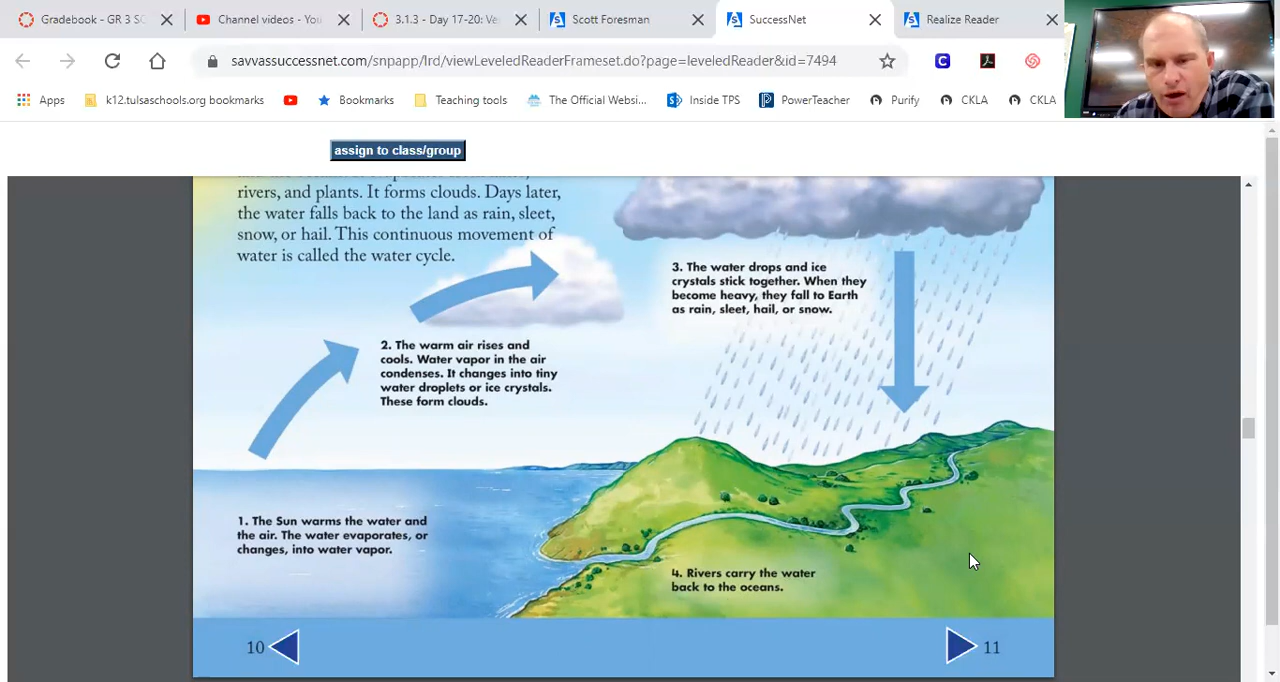 Gradebook - GR 3 SC
Channel videos - You
3.1.3 - Day 17-20: Ve
Scott Foresman
SuccessNet
Realize Reader
savvassuccessnet.com/snpapp/lrd/viewLeveledReaderFrameset.do?page=leveledReader&id=7494
Apps
k12.tulsaschools.org bookmarks
Bookmarks
Teaching tools
The Official Websi...
Inside TPS
PowerTeacher
Purify
CKLA
CKLA
assign to class/group
rivers, and plants. It forms clouds. Days later,
the water falls back to the land as rain, sleet,
snow, or hail. This continuous movement of
water is called the water cycle.
3. The water drops and ice
crystals stick together. When they
become heavy, they fall to Earth
as rain, sleet, hail, or snow.
2. The warm air rises and
cools. Water vapor in the air
condenses. It changes into tiny
water droplets or ice crystals.
These form clouds.
1. The Sun warms the water and
the air. The water evaporates, or
changes, into water vapor.
4. Rivers carry the water
back to the oceans.
10
11